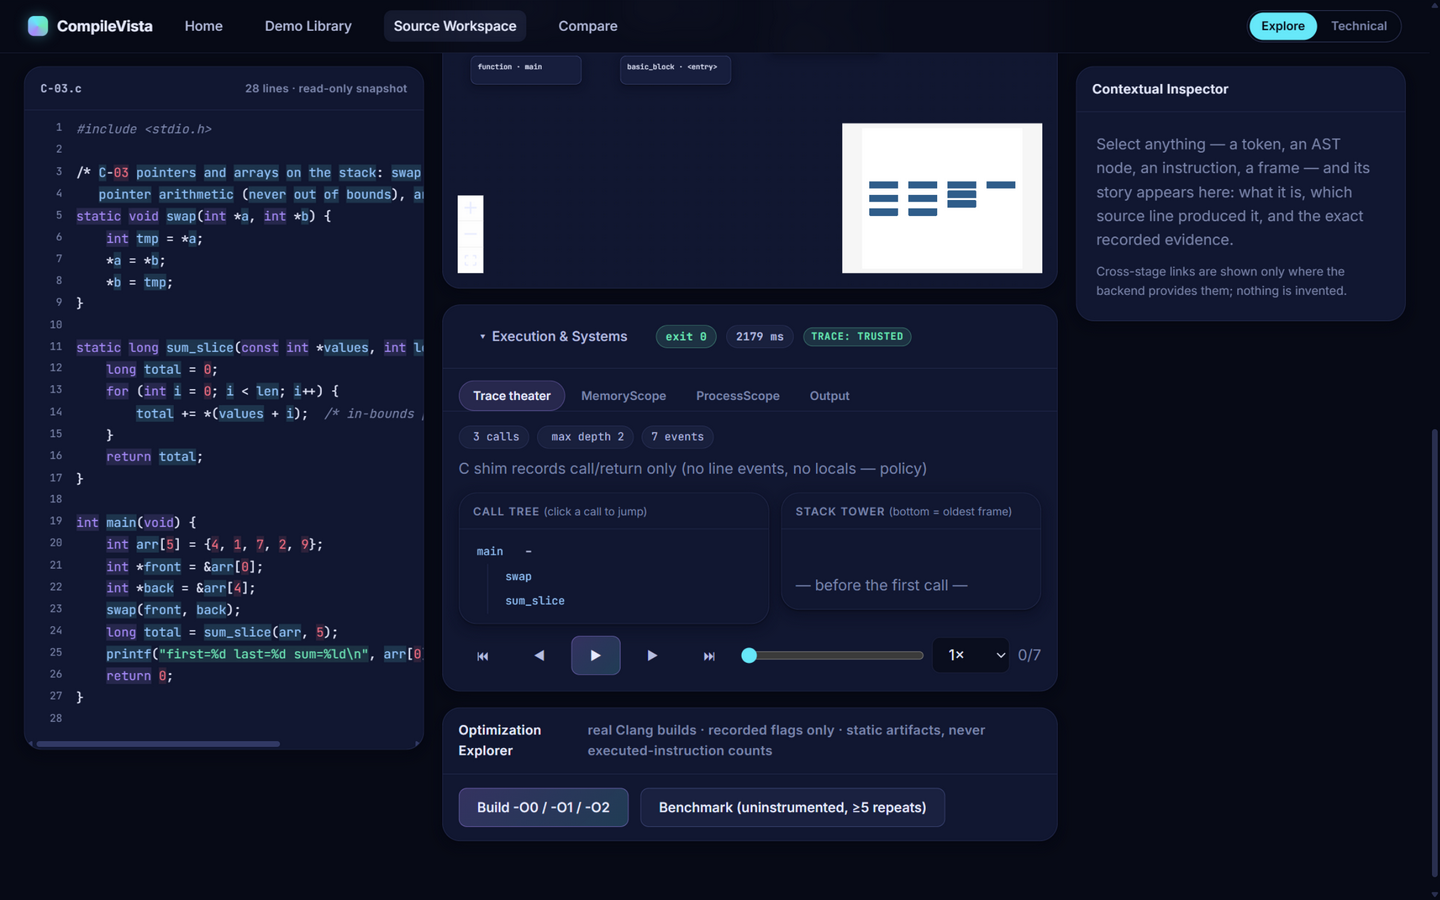 CompileVista
Home
Demo Library
Source Workspace
Compare
Explore
Technical
C-03.c
28 lines · read-only snapshot
1 #include <stdio.h>
2
3 /* C-03 pointers and arrays on the stack: swap
4 pointer arithmetic (never out of bounds),
5 static void swap(int *a, int *b) {
6 int tmp = *a;
7 *a = *b;
8 *b = tmp;
9 }
10
11 static long sum_slice(const int *values, int
12 long total = 0;
13 for (int i = 0; i < len; i++) {
14 total += *(values + i); /* in-bounds
15 }
16 return total;
17 }
18
19 int main(void) {
20 int arr[5] = {4, 1, 7, 2, 9};
21 int *front = &arr[0];
22 int *back = &arr[4];
23 swap(front, back);
24 long total = sum_slice(arr, 5);
25 printf("first=%d last=%d sum=%ld\n", arr[0
26 return 0;
27 }
28
function · main
basic_block · <entry>
▾ Execution & Systems
exit 0
2179 ms
TRACE: TRUSTED
Trace theater
MemoryScope
ProcessScope
Output
3 calls
max depth 2
7 events
C shim records call/return only (no line events, no locals — policy)
CALL TREE (click a call to jump)
main –
swap
sum_slice
STACK TOWER (bottom = oldest frame)
— before the first call —
1×
0/7
Optimization
Explorer
real Clang builds · recorded flags only · static artifacts, never
executed-instruction counts
Build -O0 / -O1 / -O2
Benchmark (uninstrumented, ≥5 repeats)
Contextual Inspector
Select anything — a token, an AST
node, an instruction, a frame — and its
story appears here: what it is, which
source line produced it, and the exact
recorded evidence.
Cross-stage links are shown only where the
backend provides them; nothing is invented.